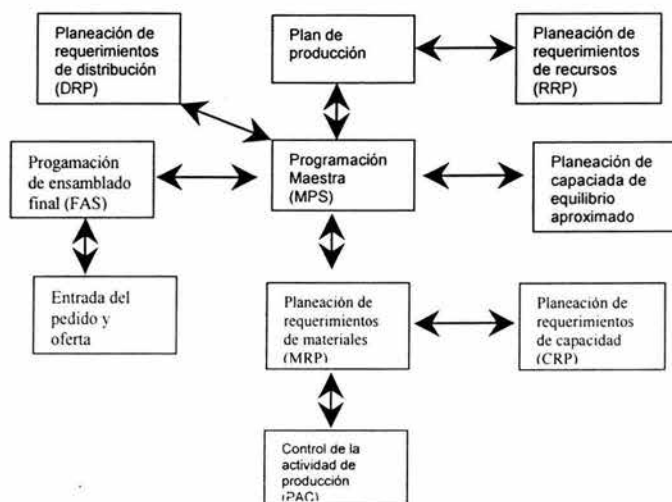 Planeación de
requerimientos
de distribución
(DRP)
Plan de
producción
Planeación de
requerimientos
de recursos
(RRP)
Progamación
de ensamblado
final (FAS)
Programación
Maestra
(MPS)
Planeación de
capaciada de
equilibrio
aproximado
Entrada del
pedido y
oferta
Planeación de
requerimientos
de materiales
(MRP)
Planeación de
requerimientos
de capacidad
(CRP)
Control de la
actividad de
producción
(PAC)